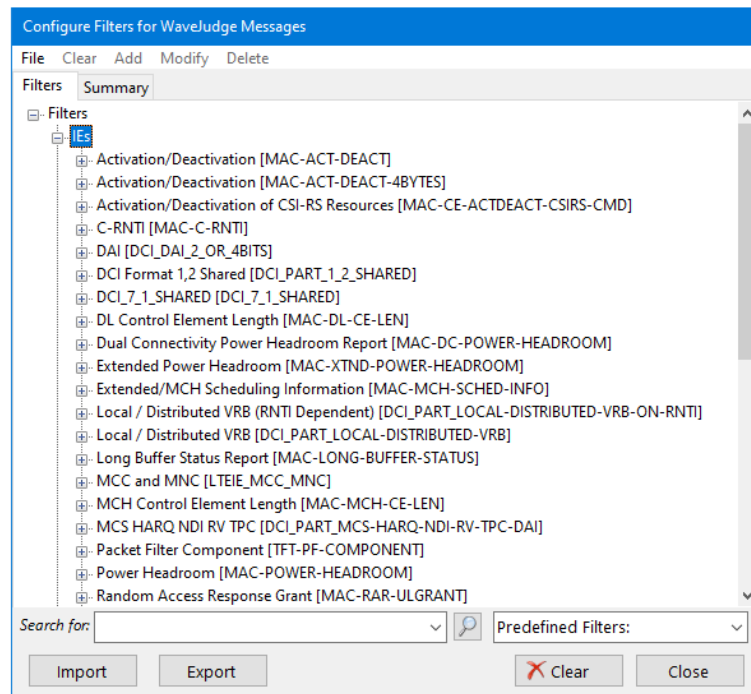 Configure Filters for WaveJudge Messages
File Clear Add Modify Delete
Filters Summary
Filters
IEs
Activation/Deactivation [MAC-ACT-DEACT]
Activation/Deactivation [MAC-ACT-DEACT-4BYTES]
Activation/Deactivation of CSI-RS Resources [MAC-CE-ACTDEACT-CSIRS-CMD]
C-RNTI [MAC-C-RNTI]
DAI [DCI_DAI_2_OR_4BITS]
DCI Format 1,2 Shared [DCI_PART_1_2_SHARED]
DCI_7_1_SHARED [DCI_7_1_SHARED]
DL Control Element Length [MAC-DL-CE-LEN]
Dual Connectivity Power Headroom Report [MAC-DC-POWER-HEADROOM]
Extended Power Headroom [MAC-XTND-POWER-HEADROOM]
Extended/MCH Scheduling Information [MAC-MCH-SCHED-INFO]
Local / Distributed VRB (RNTI Dependent) [DCI_PART_LOCAL-DISTRIBUTED-VRB-ON-RNTI]
Local / Distributed VRB [DCI_PART_LOCAL-DISTRIBUTED-VRB]
Long Buffer Status Report [MAC-LONG-BUFFER-STATUS]
MCC and MNC [LTEIE_MCC_MNC]
MCH Control Element Length [MAC-MCH-CE-LEN]
MCS HARQ NDI RV TPC [DCI_PART_MCS-HARQ-NDI-RV-TPC-DAI]
Packet Filter Component [TFT-PF-COMPONENT]
Power Headroom [MAC-POWER-HEADROOM]
Random Access Response Grant [MAC-RAR-ULGRANT]
Search for: Predefined Filters:
Import Export Clear Close